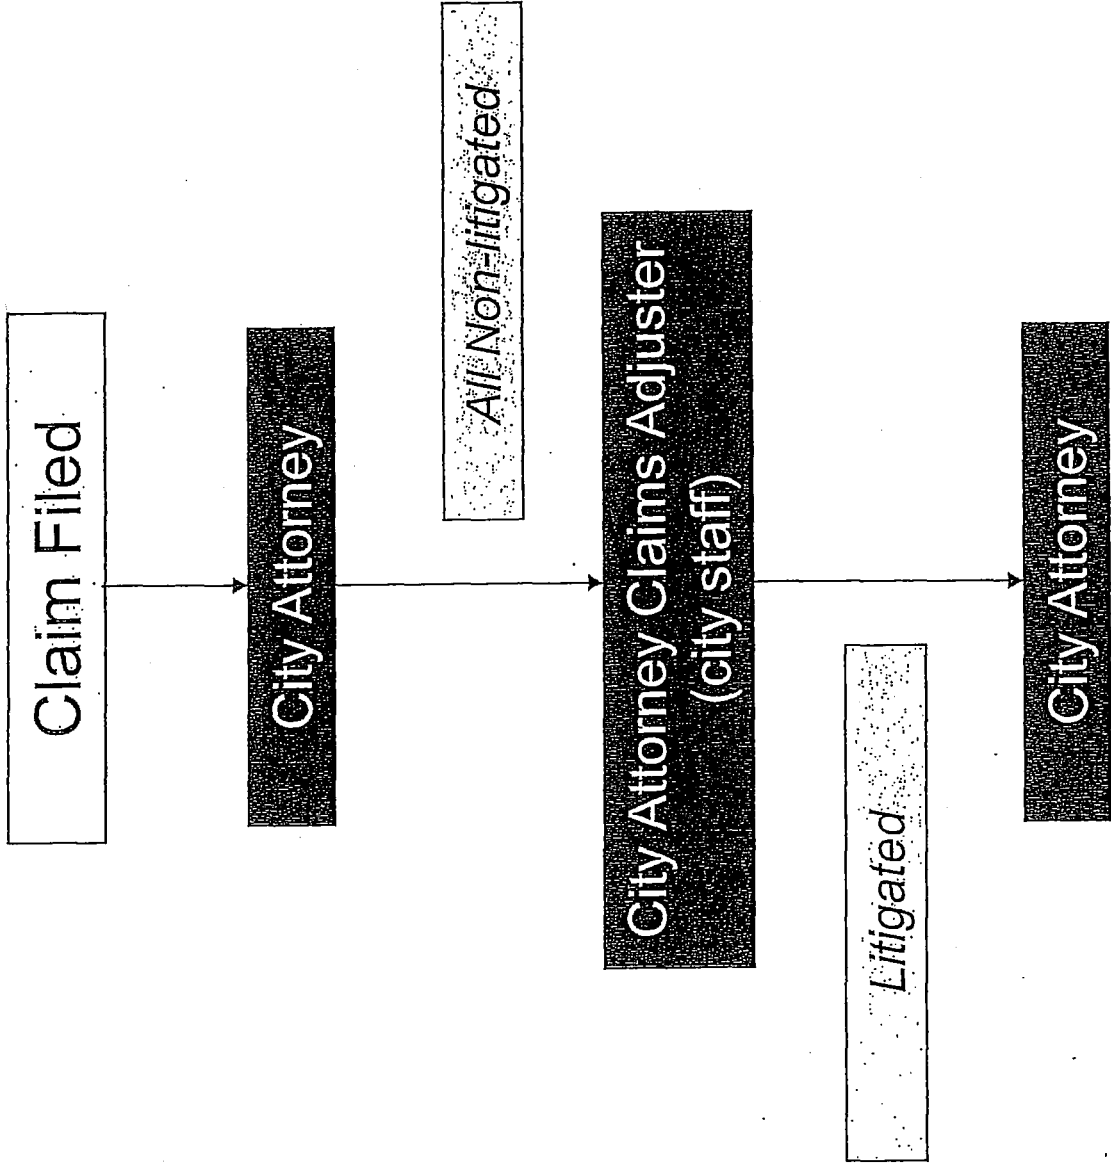 Claim Filed
City Attorney
All Non-litigated
City Attorney Claims Adjuster
(city staff)
Litigated
City Attorney